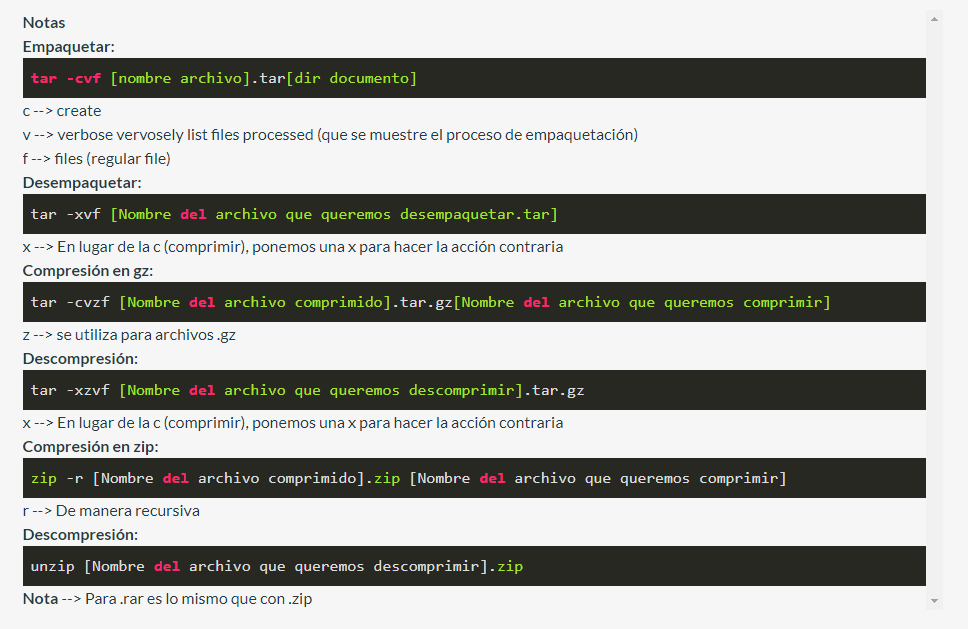 Notas
Empaquetar:
tar -cvf [nombre archivo].tar[dir documento]
c --> create
v --> verbose vervosely list files processed (que se muestre el proceso de empaquetación)
f --> files (regular file)
Desempaquetar:
tar -xvf [Nombre del archivo que queremos desempaquetar.tar]
x --> En lugar de la c (comprimir), ponemos una x para hacer la acción contraria
Compresión en gz:
tar -cvzf [Nombre del archivo comprimido].tar.gz[Nombre del archivo que queremos comprimir]
z --> se utiliza para archivos .gz
Descompresión:
tar -xzvf [Nombre del archivo que queremos descomprimir].tar.gz
x --> En lugar de la c (comprimir), ponemos una x para hacer la acción contraria
Compresión en zip:
zip -r [Nombre del archivo comprimido].zip [Nombre del archivo que queremos comprimir]
r --> De manera recursiva
Descompresión:
unzip [Nombre del archivo que queremos descomprimir].zip
Nota --> Para .rar es lo mismo que con .zip